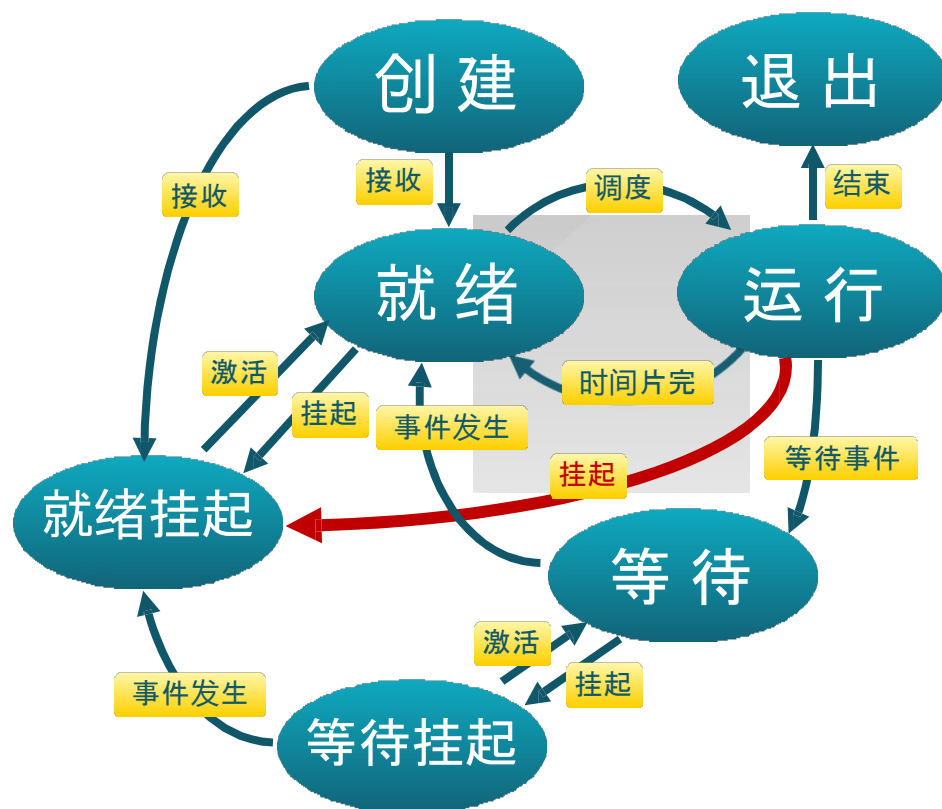 创建
退出
接收
接收
调度
结束
就绪
运行
激活
挂起
时间片完
事件发生
挂起
等待事件
就绪挂起
等待
激活
挂起
事件发生
等待挂起